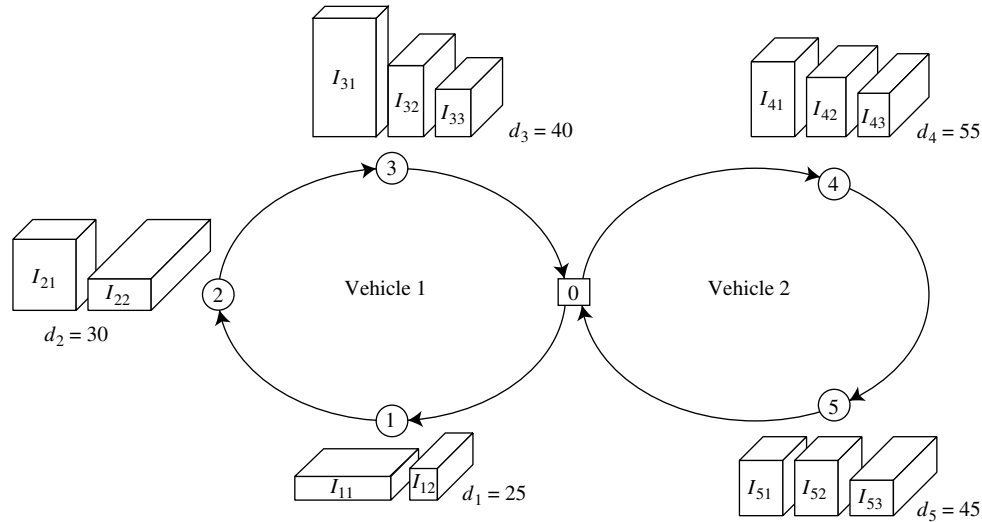 I31
I32
I33
d3 = 40
I41
I42
I43
d4 = 55
3
4
I21
I22
d2 = 30
2
Vehicle 1
0
Vehicle 2
1
5
I11
I12
d1 = 25
I51
I52
I53
d5 = 45